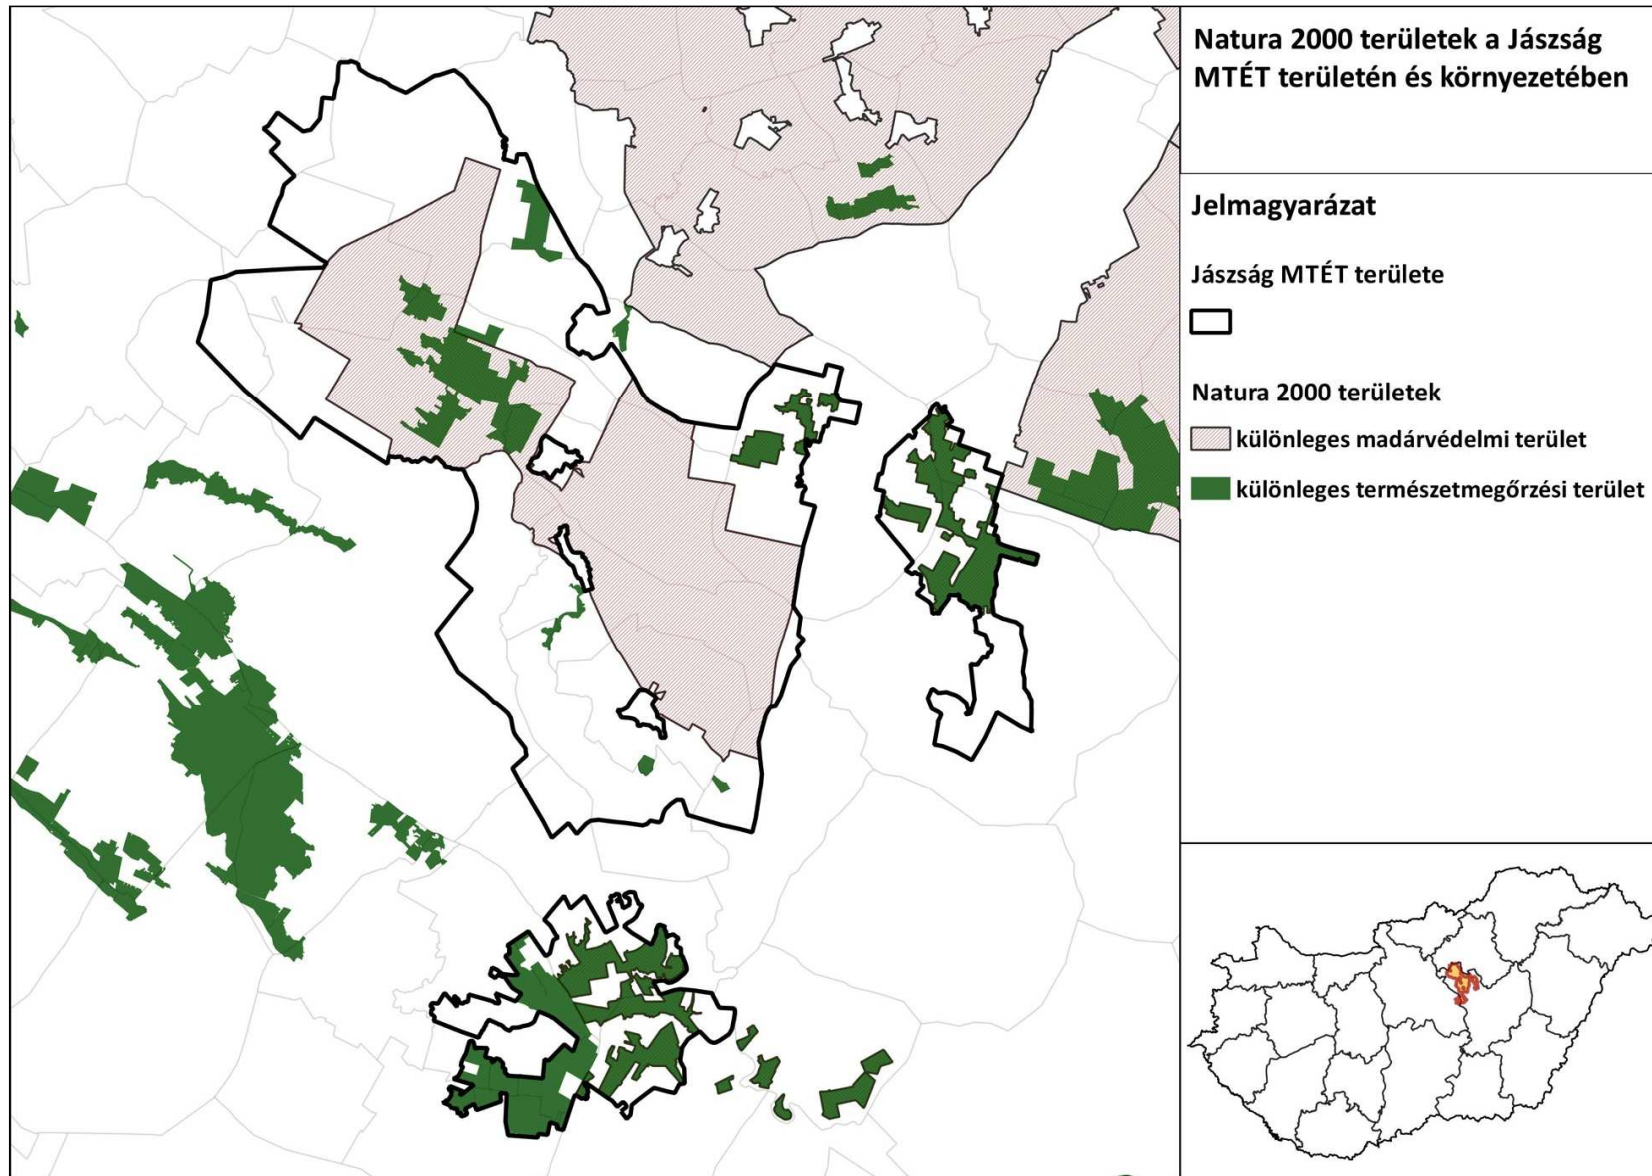 Natura 2000 területek a Jászság
MTÉT területén és környezetében
Jelmagyarázat
Jászság MTÉT területe
Natura 2000 területek
különleges madárvédelmi terület
különleges természetmegőrzési terület